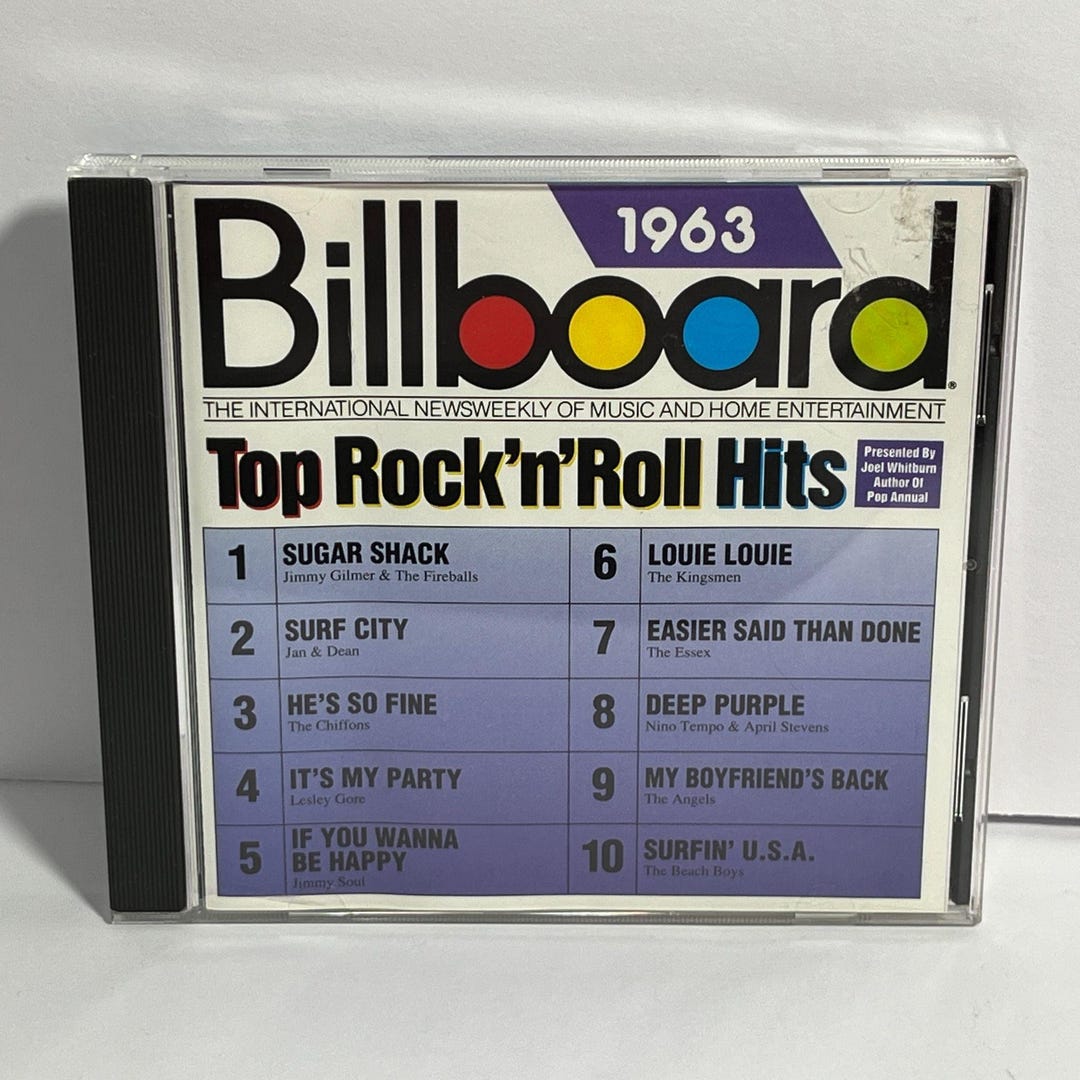 1963
Billboard®
THE INTERNATIONAL NEWSWEEKLY OF MUSIC AND HOME ENTERTAINMENT
Top Rock'n'Roll Hits
Presented By
Joel Whitburn
Author Of
Pop Annual
1 SUGAR SHACK
Jimmy Gilmer & The Fireballs
2 SURF CITY
Jan & Dean
3 HE'S SO FINE
The Chiffons
4 IT'S MY PARTY
Lesley Gore
5 IF YOU WANNA
BE HAPPY
Jimmy Soul
6 LOUIE LOUIE
The Kingsmen
7 EASIER SAID THAN DONE
The Essex
8 DEEP PURPLE
Nino Tempo & April Stevens
9 MY BOYFRIEND'S BACK
The Angels
10 SURFIN' U.S.A.
The Beach Boys